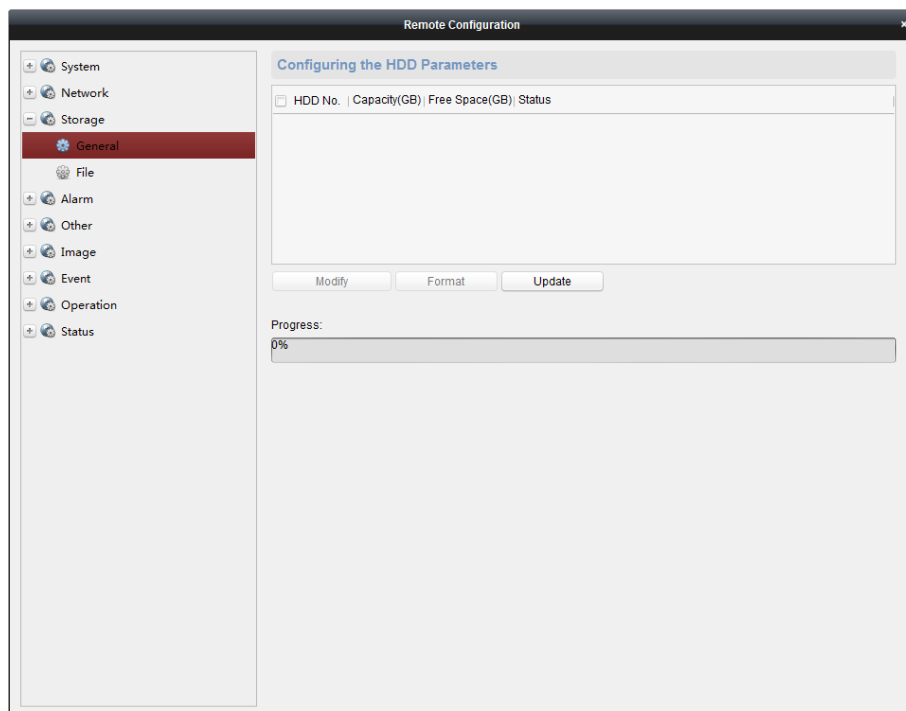 Remote Configuration
System
Network
Storage
General
File
Alarm
Other
Image
Event
Operation
Status
Configuring the HDD Parameters
HDD No. Capacity(GB) Free Space(GB) Status
Modify Format Update
Progress:
0%